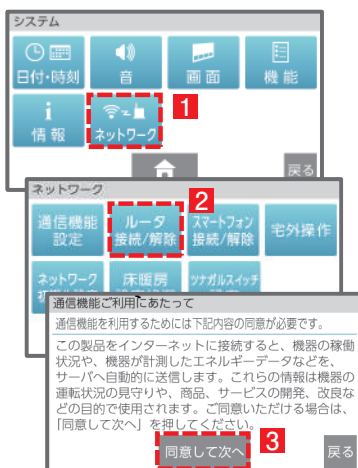 システム
日付・時刻
音
画面
機能
情報
ネットワーク
1
戻る
ネットワーク
2
通信機能
設定
ルータ
接続/解除
スマートフォン
接続/解除
宅外操作
ネットワーク
床暖房
ツナガルスイッチ
通信機能ご利用にあたって
通信機能を利用するためには下記内容の同意が必要です。
この製品をインターネットに接続すると、機器の稼働
状況や、機器が計測したエネルギーデータなどを、
サーバへ自動的に送信します。これらの情報は機器の
運転状況の見守りや、商品、サービスの開発、改良な
どの目的で使用されます。ご同意いただける場合は、
「同意して次へ」を押してください。
3
同意して次へ
戻る